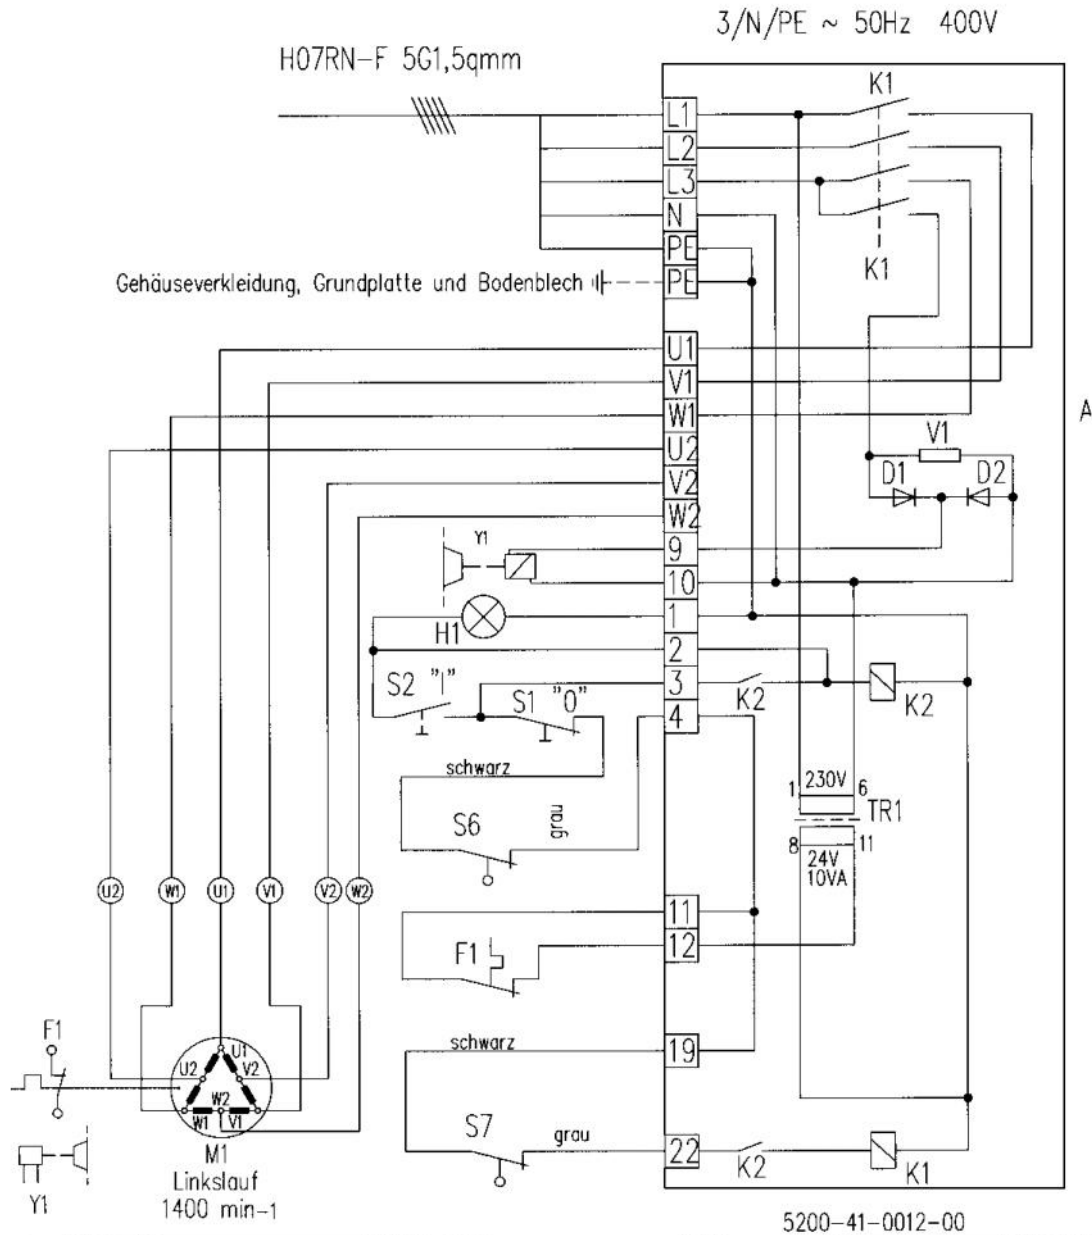 3/N/PE ~ 50Hz 400V
H07RN-F 5G1,5qmm
K1
L1
L2
L3
N
PE
K1
Gehäuseverkleidung, Grundplatte und Bodenblech
PE
U1
V1
W1
A
U2
V1
V2
D1 D2
W2
Y1
9
10
H1
1
2
S2 "I"
S1 "0"
3
K2
K2
4
schwarz
1 230V 6
TR1
S6
grau
8 11
24V
10VA
U2 W1 U1 V1 V2 W2
11
12
F1
F1
schwarz
19
U1
U2 V2
W2
W1 V1
S7
grau
22
K2
K1
M1
Linkslauf
1400 min-1
Y1
5200-41-0012-00